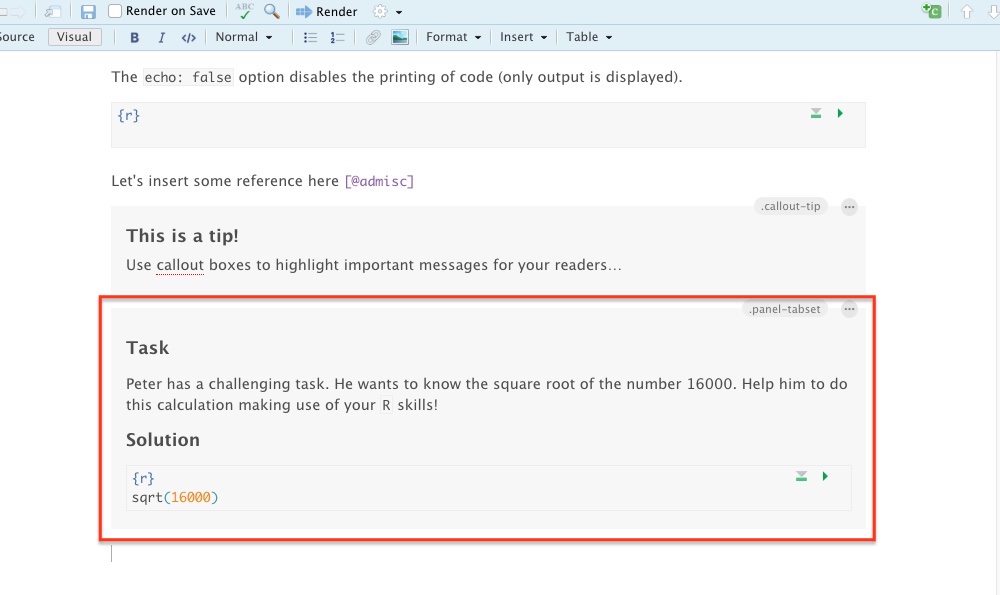 Render on Save ABC Render C
Source Visual B I </> Normal Format Insert Table
The echo: false option disables the printing of code (only output is displayed).
{r}
Let's insert some reference here [@admisc]
.callout-tip
This is a tip!
Use callout boxes to highlight important messages for your readers...
.panel-tabset
Task
Peter has a challenging task. He wants to know the square root of the number 16000. Help him to do
this calculation making use of your R skills!
Solution
{r}
sqrt(16000)